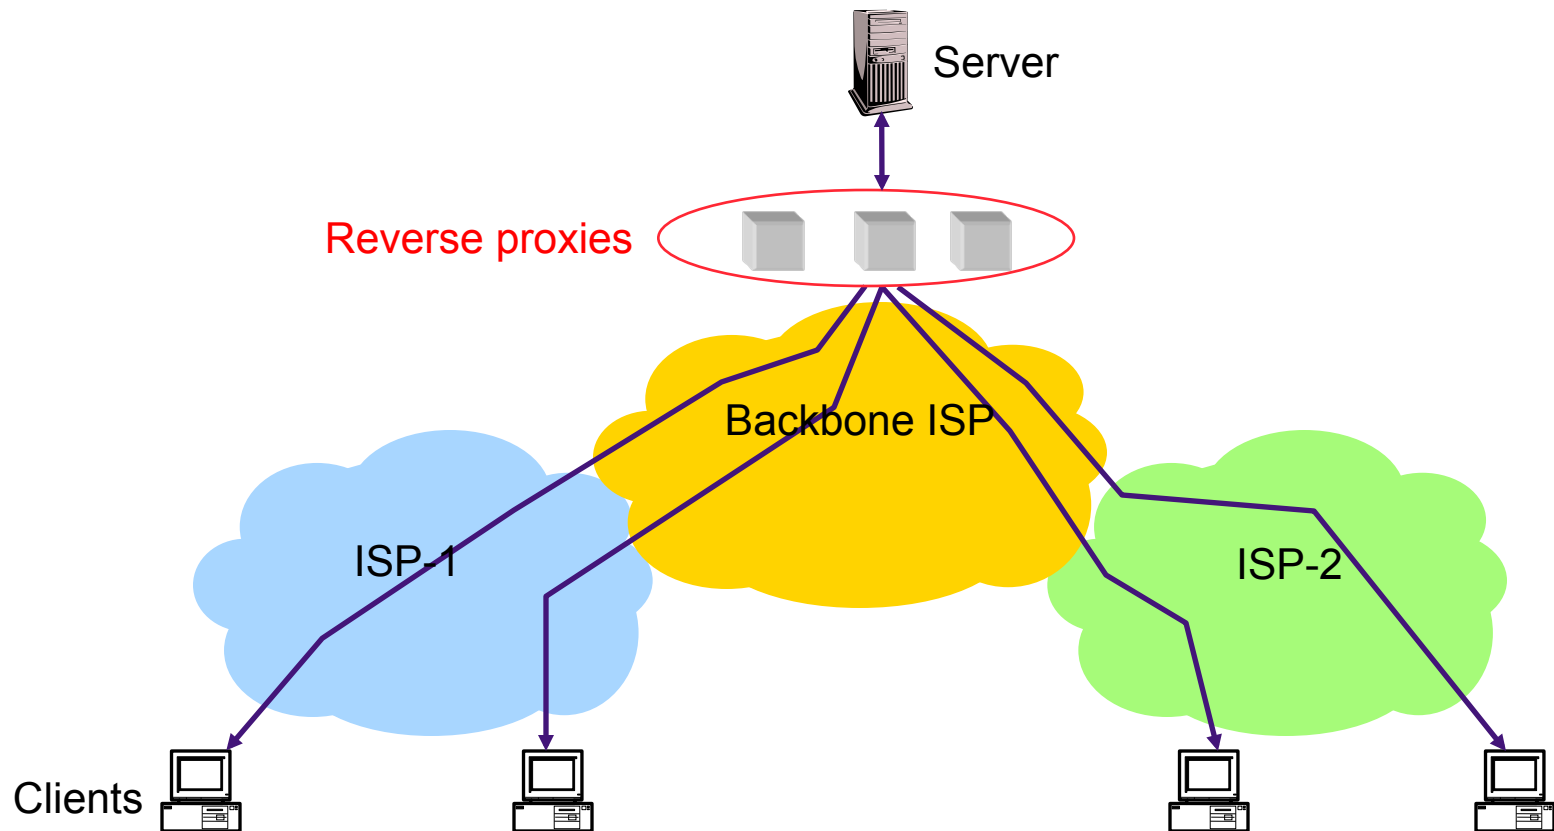 Server
Reverse proxies
Backbone ISP
ISP-1
ISP-2
Clients